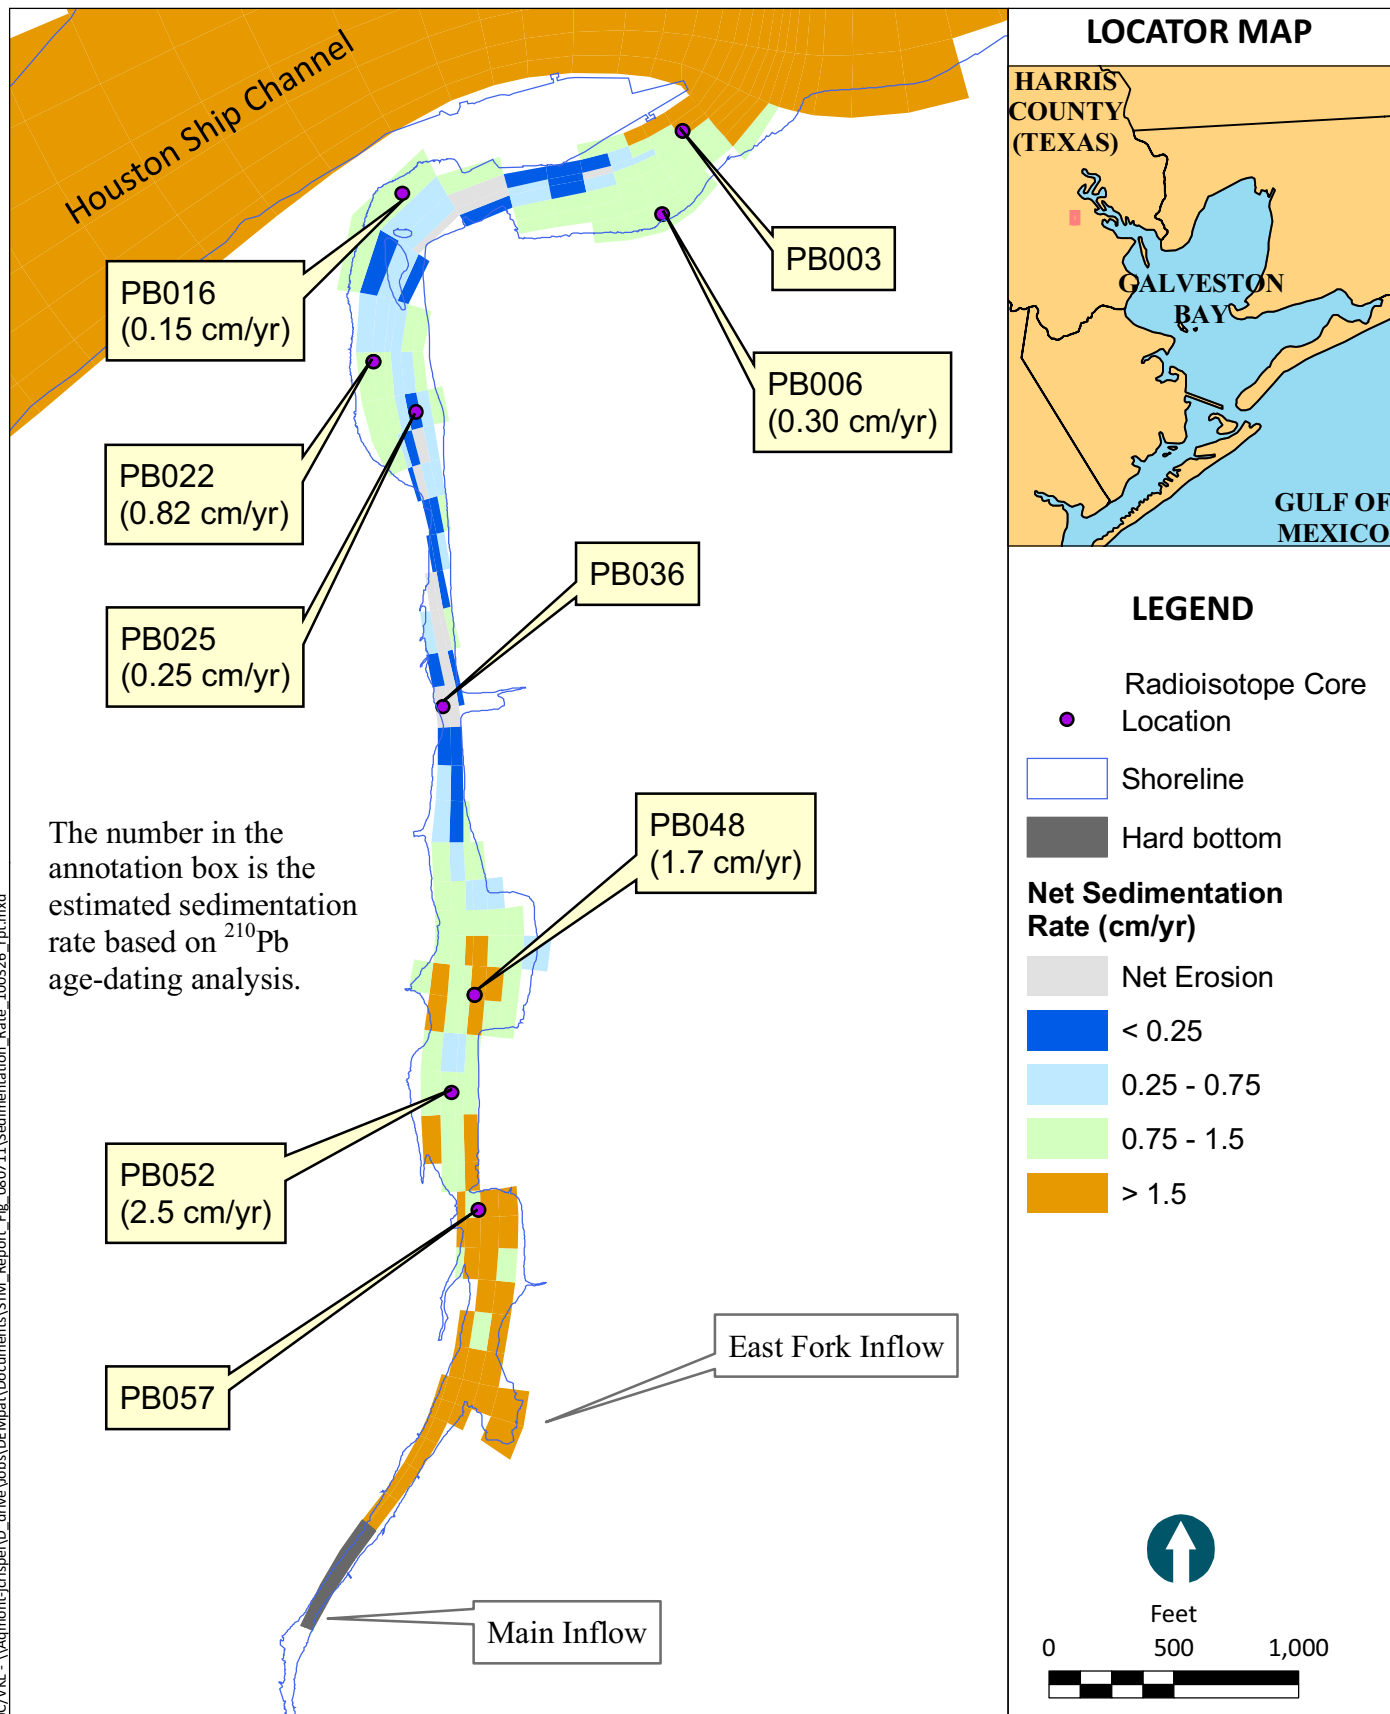 Houston Ship Channel
PB016
(0.15 cm/yr)
PB003
PB006
(0.30 cm/yr)
PB022
(0.82 cm/yr)
PB025
(0.25 cm/yr)
PB036
The number in the
annotation box is the
estimated sedimentation
rate based on 210Pb
age-dating analysis.
PB048
(1.7 cm/yr)
PB052
(2.5 cm/yr)
PB057
East Fork Inflow
Main Inflow
LOCATOR MAP
HARRIS
COUNTY
(TEXAS)
GALVESTON
BAY
GULF OF
MEXICO
LEGEND
Radioisotope Core
Location
Shoreline
Hard bottom
Net Sedimentation
Rate (cm/yr)
Net Erosion
< 0.25
0.25 - 0.75
0.75 - 1.5
> 1.5
Feet
0 500 1,000